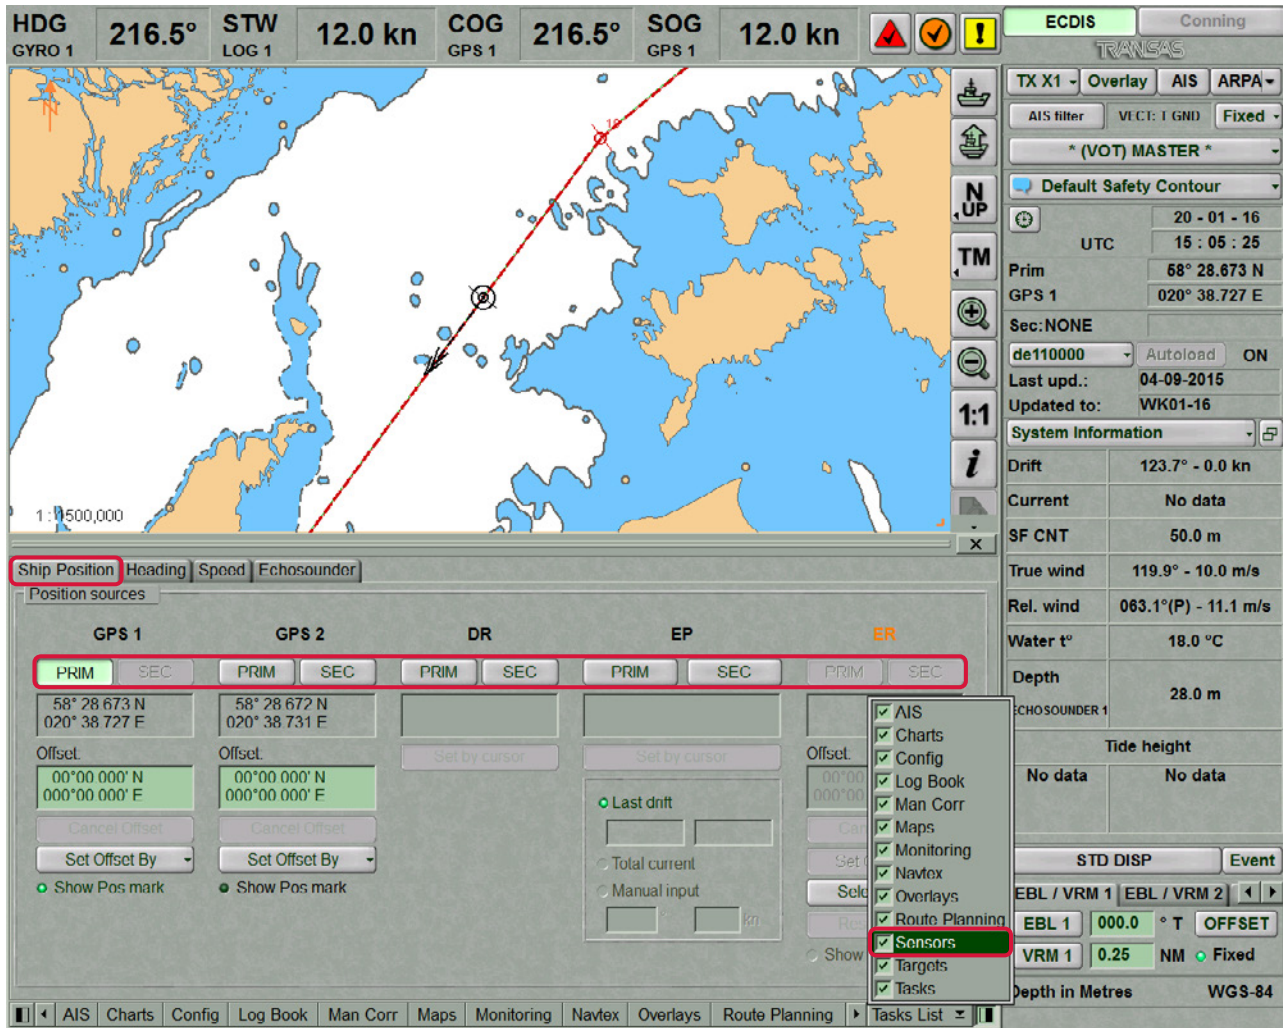 HDG
GYRO 1
216.5°
STW
LOG 1
12.0 kn
COG
GPS 1
216.5°
SOG
GPS 1
12.0 kn
ECDIS
Conning
TRANSAS
TX X1
Overlay
AIS
ARPA
AIS filter
VECT: T GND
Fixed
* (VOT) MASTER *
Default Safety Contour
20 - 01 - 16
UTC
15 : 05 : 25
Prim
58° 28.673 N
GPS 1
020° 38.727 E
Sec:NONE
de110000
Autoload
ON
Last upd.:
04-09-2015
Updated to:
WK01-16
System Information
Drift
123.7° - 0.0 kn
Current
No data
SF CNT
50.0 m
True wind
119.9° - 10.0 m/s
Rel. wind
063.1°(P) - 11.1 m/s
Water t°
18.0 °C
Depth
ECHOSOUNDER 1
28.0 m
Tide height
No data
No data
STD DISP
Event
EBL / VRM 1
EBL / VRM 2
EBL 1
000.0
° T
OFFSET
VRM 1
0.25
NM
Fixed
Depth in Metres
WGS-84
N
UP
TM
1:1
i
N
1 : 1500,000
Ship Position
Heading
Speed
Echosounder
Position sources
GPS 1
GPS 2
DR
EP
ER
PRIM
SEC
PRIM
SEC
PRIM
SEC
PRIM
SEC
PRIM
SEC
58° 28 673 N
020° 38 727 E
58° 28 672 N
020° 38 731 E
Offset:
Offset:
Offset:
00°00 000' N
000°00 000' E
00°00 000' N
000°00 000' E
00°00
000°00
Set by cursor
Set by cursor
Cancel Offset
Cancel Offset
Can
Set Offset By
Set Offset By
Set
Show Pos mark
Show Pos mark
Last drift
Total current
Manual input
kn
Sele
Res
Show
AIS
Charts
Config
Log Book
Man Corr
Maps
Monitoring
Navtex
Overlays
Route Planning
Sensors
Targets
Tasks
AIS
Charts
Config
Log Book
Man Corr
Maps
Monitoring
Navtex
Overlays
Route Planning
Tasks List